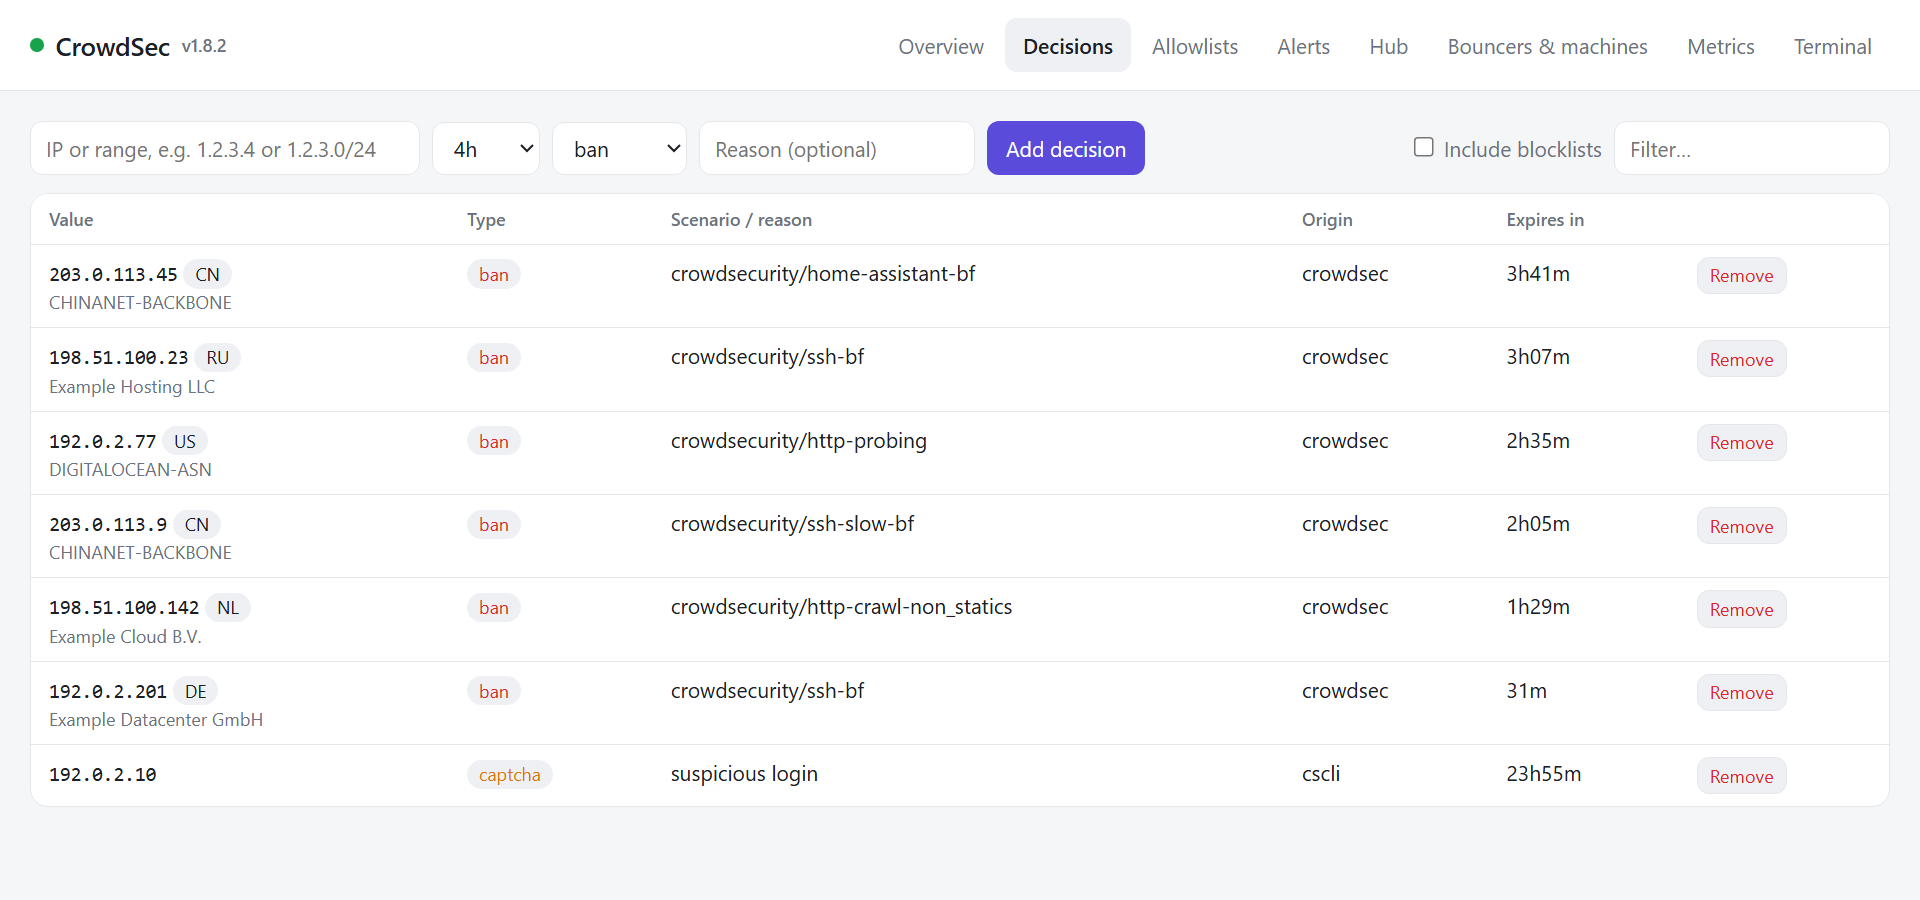 CrowdSec v1.8.2
Overview Decisions Allowlists Alerts Hub Bouncers & machines Metrics Terminal
IP or range, e.g. 1.2.3.4 or 1.2.3.0/24 4h ban Reason (optional) Add decision Include blocklists Filter...
Value Type Scenario / reason Origin Expires in
203.0.113.45 CN ban crowdsecurity/home-assistant-bf crowdsec 3h41m Remove
CHINANET-BACKBONE
198.51.100.23 RU ban crowdsecurity/ssh-bf crowdsec 3h07m Remove
Example Hosting LLC
192.0.2.77 US ban crowdsecurity/http-probing crowdsec 2h35m Remove
DIGITALOCEAN-ASN
203.0.113.9 CN ban crowdsecurity/ssh-slow-bf crowdsec 2h05m Remove
CHINANET-BACKBONE
198.51.100.142 NL ban crowdsecurity/http-crawl-non_statics crowdsec 1h29m Remove
Example Cloud B.V.
192.0.2.201 DE ban crowdsecurity/ssh-bf crowdsec 31m Remove
Example Datacenter GmbH
192.0.2.10 captcha suspicious login cscli 23h55m Remove